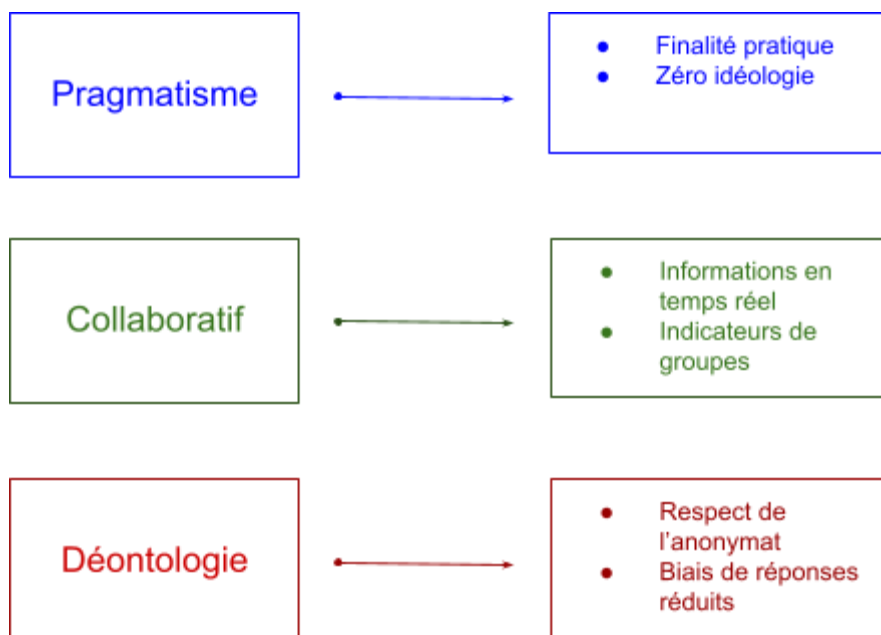 Pragmatisme
● Finalité pratique
● Zéro idéologie
Collaboratif
● Informations en
temps réel
● Indicateurs de
groupes
Déontologie
● Respect de
l'anonymat
● Biais de réponses
réduits